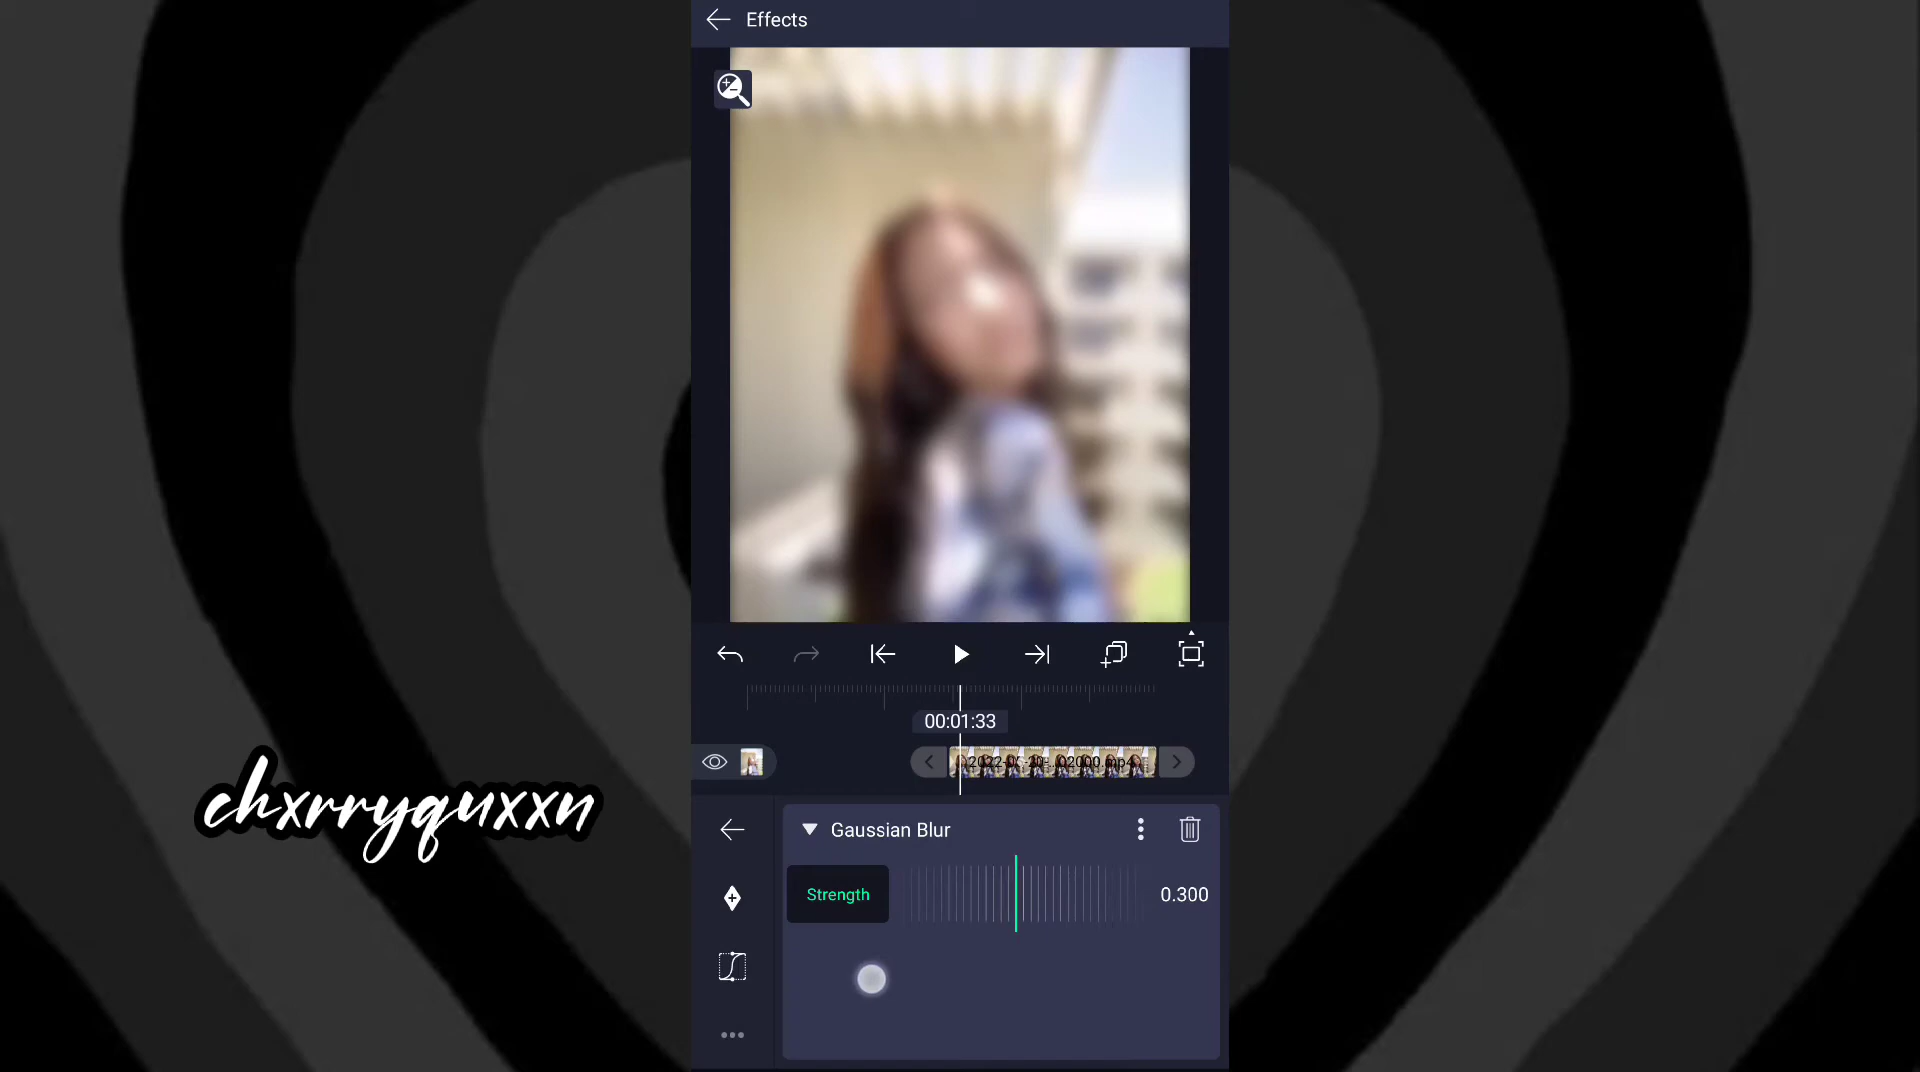 Effects
00:01:33
chxrryquxxn
Gaussian Blur
Strength
0.300